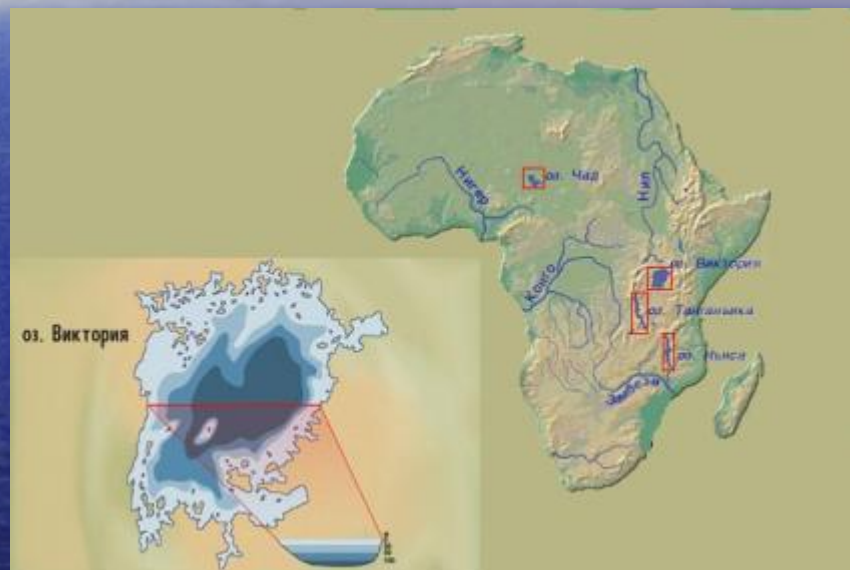 оз. Чад
Нигер
Нил
оз. Виктория
Конго
оз. Танганьика
оз. Ньяса
Замбези
оз. Виктория